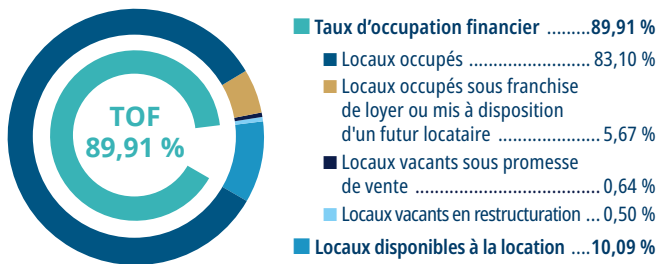 TOF
89,91 %
Taux d'occupation financier .........89,91 %
Locaux occupés ........................ 83,10 %
Locaux occupés sous franchise
de loyer ou mis à disposition
d'un futur locataire .................... 5,67 %
Locaux vacants sous promesse
de vente ..................................... 0,64 %
Locaux vacants en restructuration ... 0,50 %
Locaux disponibles à la location ....10,09 %